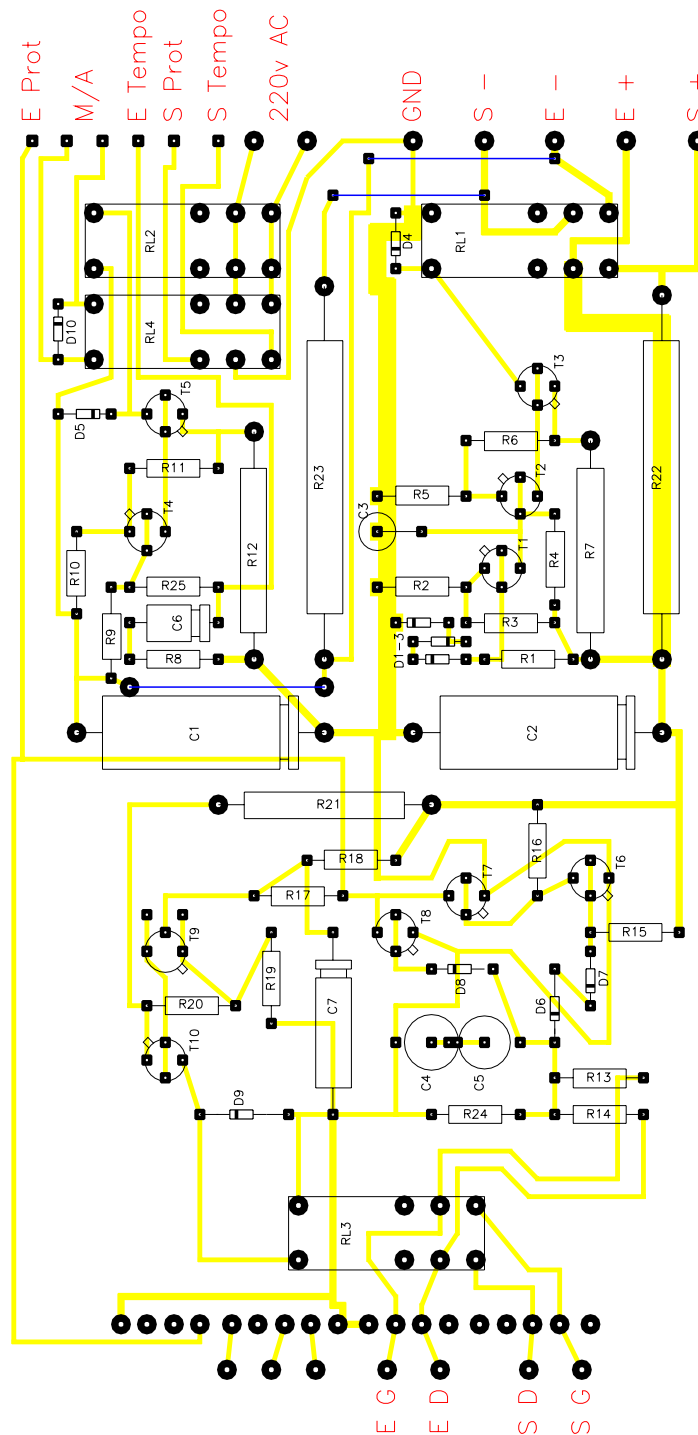 E Prot
M/A
E Tempo
S Prot
S Tempo
220v AC
GND
S -
E -
E +
S +
RL2
RL4
D10
D4
RL1
D5
T5
T3
R11
T4
R6
T2
R23
R22
R5
C3
R10
R12
T1
R4
R7
R25
R2
R9
C6
R3
R8
D1-3
R1
C1
C2
R21
R18
R16
R17
T7
T6
T9
T8
R15
R19
C7
D8
D7
R20
D6
T10
C4
C5
R13
D9
R24
R14
RL3
E G
E D
S D
S G